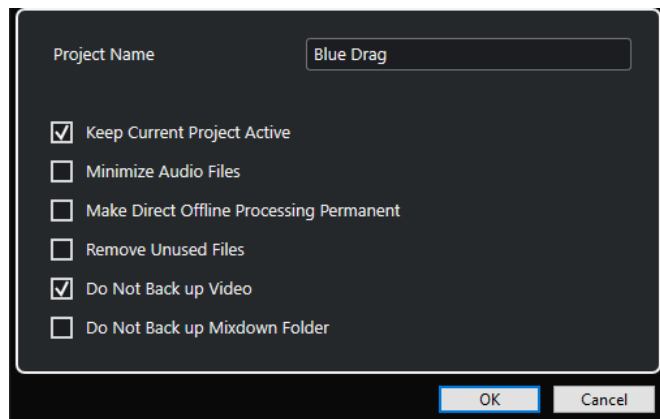 Project Name
Blue Drag
Keep Current Project Active
Minimize Audio Files
Make Direct Offline Processing Permanent
Remove Unused Files
Do Not Back up Video
Do Not Back up Mixdown Folder
OK
Cancel